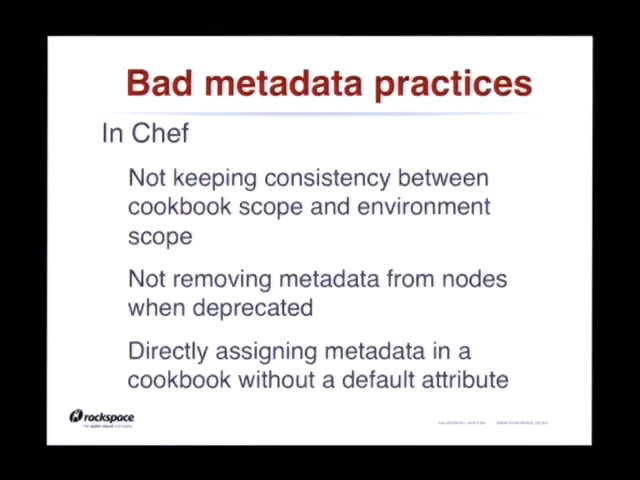 Bad metadata practices
In Chef
Not keeping consistency between
cookbook scope and environment
scope
Not removing metadata from nodes
when deprecated
Directly assigning metadata in a
cookbook without a default attribute
rackspace